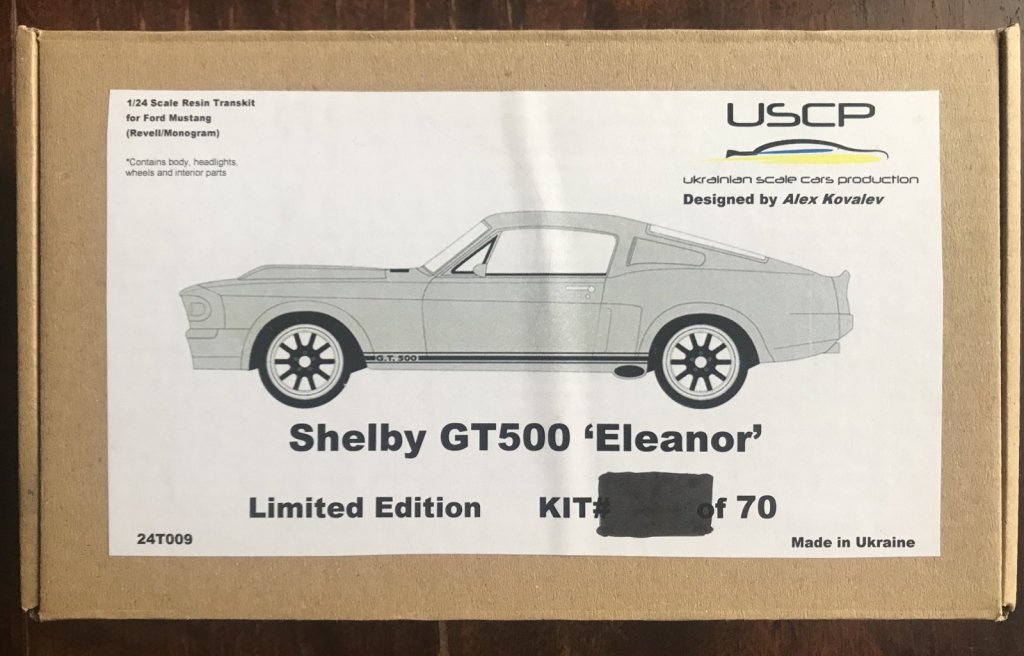 1/24 Scale Resin Transkit
for Ford Mustang
(Revell/Monogram)
*Contains body, headlights,
wheels and interior parts
USCP
ukrainian scale cars production
Designed by Alex Kovalev
G.T. 500
Shelby GT500 ‘Eleanor’
Limited Edition KIT# of 70
24T009
Made in Ukraine